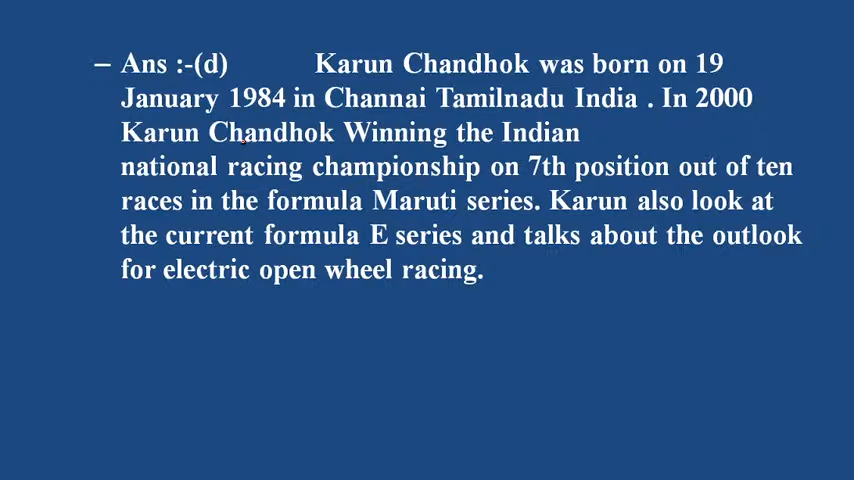 – Ans :-(d) Karun Chandhok was born on 19
January 1984 in Channai Tamilnadu India . In 2000
Karun Chandhok Winning the Indian
national racing championship on 7th position out of ten
races in the formula Maruti series. Karun also look at
the current formula E series and talks about the outlook
for electric open wheel racing.